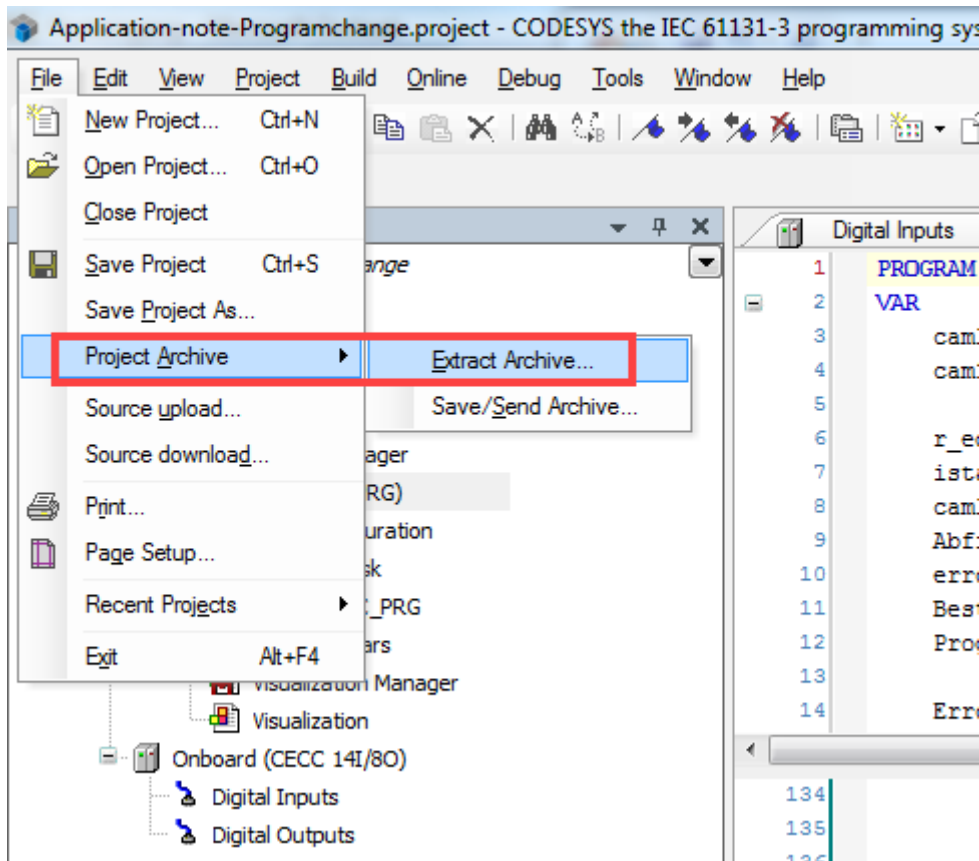 Application-note-Programchange.project - CODESYS the IEC 61131-3 programming sys
File Edit View Project Build Online Debug Tools Window Help
New Project... Ctrl+N
Open Project... Ctrl+O
Close Project
Save Project Ctrl+S
Save Project As...
Project Archive
Extract Archive...
Save/Send Archive...
Source upload...
Source download...
Print...
Page Setup...
Recent Projects
Exit Alt+F4
ange
ager
RG)
uration
sk
_PRG
ars
Visualization Manager
Visualization
Onboard (CECC 14I/8O)
Digital Inputs
Digital Outputs
Digital Inputs
1 PROGRAM
2 VAR
3 cam
4 cam
5
6 r_e
7 ist
8 cam
9 Abf
10 err
11 Bes
12 Pro
13
14 Err
134
135